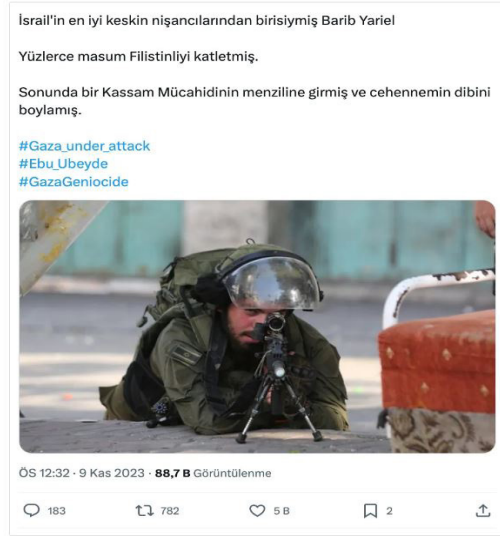 İsrail'in en iyi keskin nişancılarından birisiymiş Barib Yariel
Yüzlerce masum Filistinliyi katletmiş.
Sonunda bir Kassam Mücahidinin menziline girmiş ve cehennemin dibini
boylamış.
#Gaza_under_attack
#Ebu_Ubeyde
#GazaGeniocide
ÖS 12:32 · 9 Kas 2023 · 88,7 B Görüntülenme
183 782 5 B 2